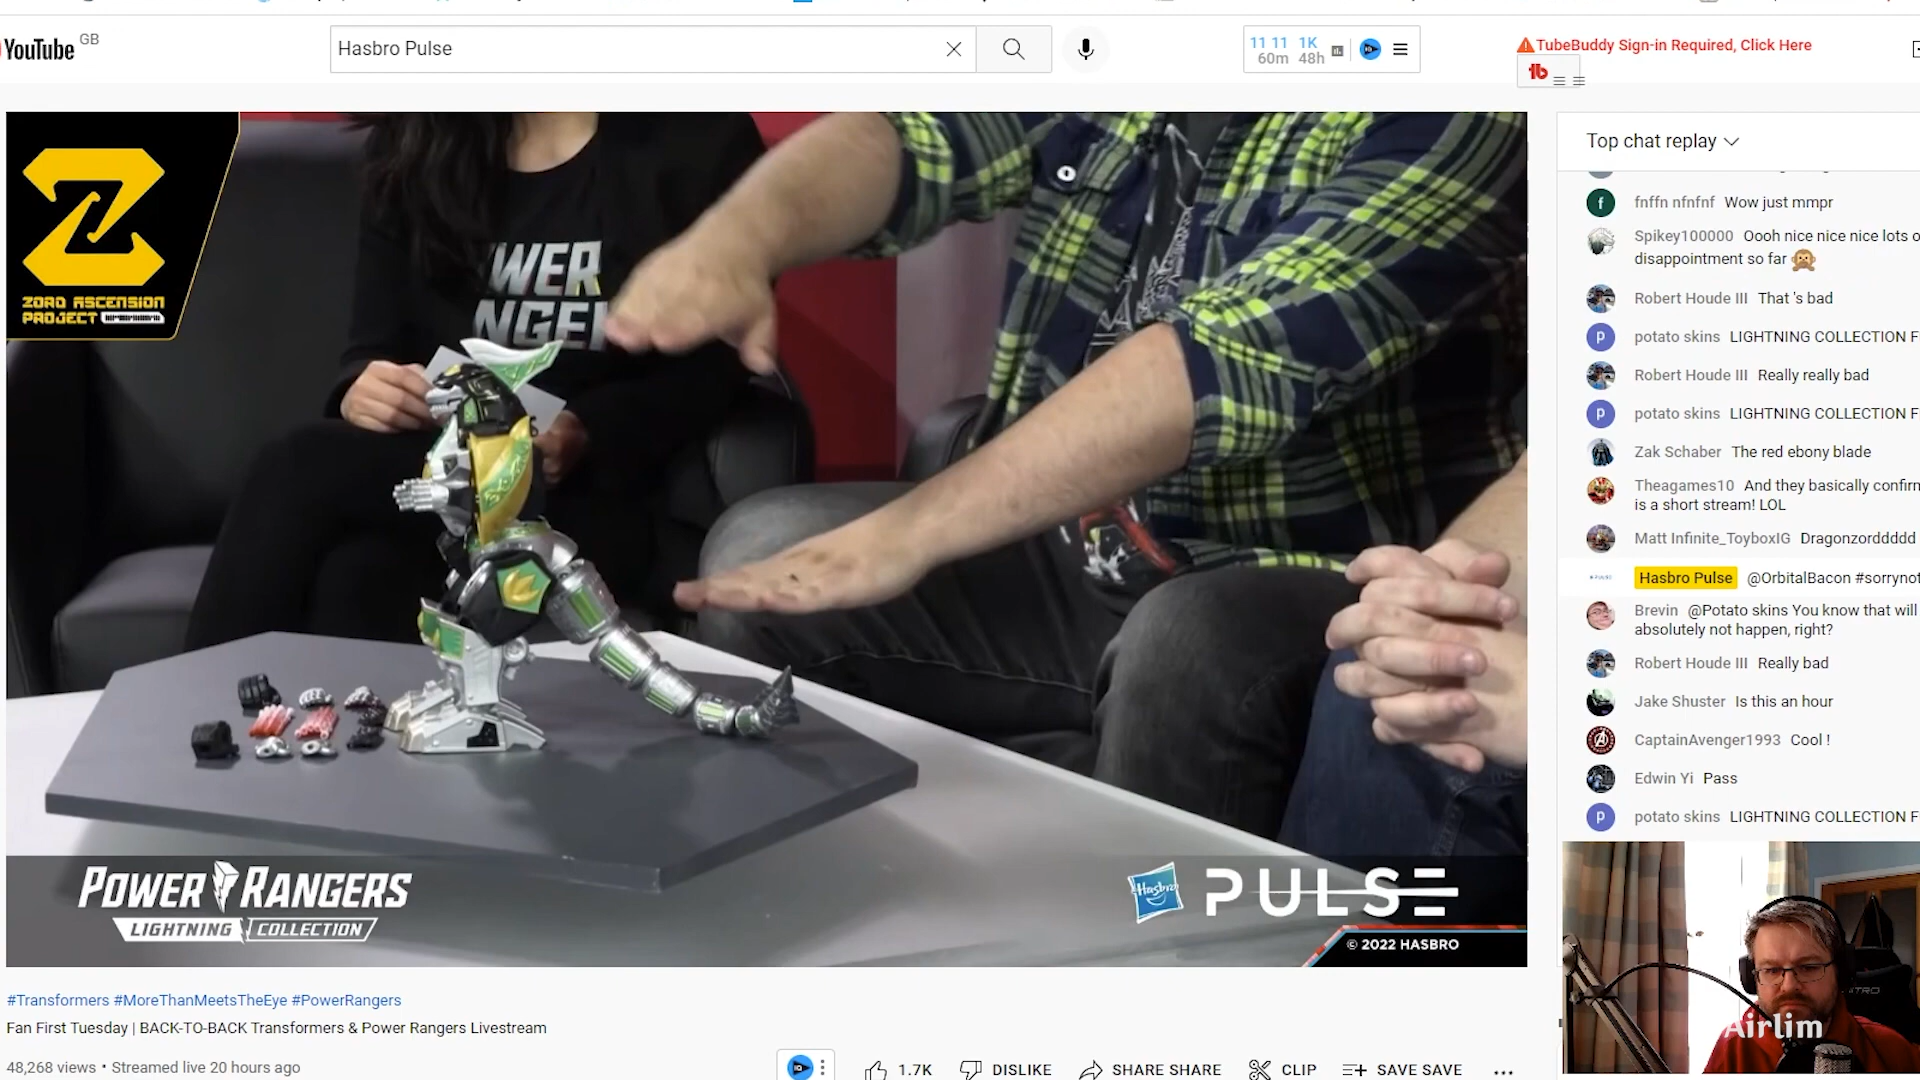 YouTube GB
Hasbro Pulse
11 11 1K
60m 48h
TubeBuddy Sign-in Required, Click Here
tb
Z
ZORD ASCENSION
PROJECT
WER
NGE
POWER RANGERS
LIGHTNING COLLECTION
Hasbro PULSE
© 2022 HASBRO
Top chat replay
f fnffn nfnfnf Wow just mmpr
Spikey100000 Oooh nice nice nice lots o
disappointment so far
Robert Houde III That 's bad
p potato skins LIGHTNING COLLECTION F
Robert Houde III Really really bad
p potato skins LIGHTNING COLLECTION F
Zak Schaber The red ebony blade
Theagames10 And they basically confirm
is a short stream! LOL
Matt Infinite_ToyboxIG Dragonzorddddd
Hasbro Pulse @OrbitalBacon #sorrynot
Brevin @Potato skins You know that will
absolutely not happen, right?
Robert Houde III Really bad
Jake Shuster Is this an hour
CaptainAvenger1993 Cool !
Edwin Yi Pass
p potato skins LIGHTNING COLLECTION F
Airlim
#Transformers #MoreThanMeetsTheEye #PowerRangers
Fan First Tuesday | BACK-TO-BACK Transformers & Power Rangers Livestream
48,268 views • Streamed live 20 hours ago
1.7K DISLIKE SHARE SHARE CLIP SAVE SAVE